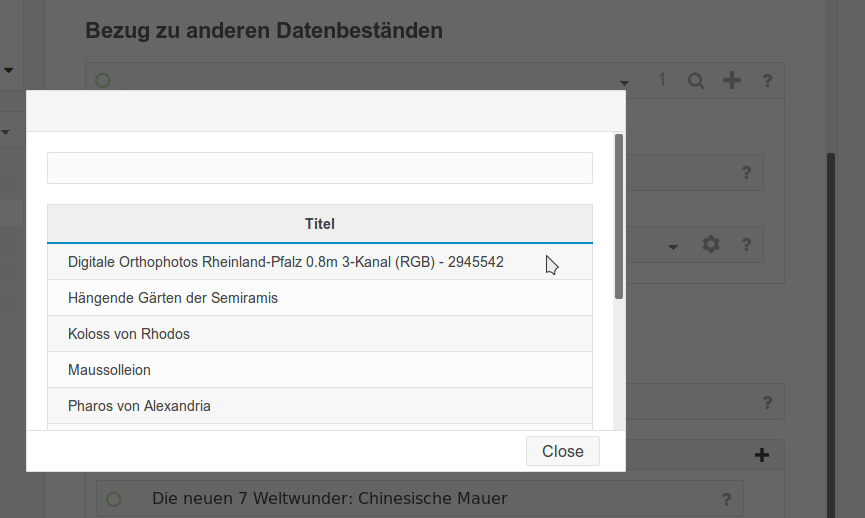 Bezug zu anderen Datenbeständen
1 ?
?
Titel
Digitale Orthophotos Rheinland-Pfalz 0.8m 3-Kanal (RGB) - 2945542
?
Hängende Gärten der Semiramis
Koloss von Rhodos
Maussolleion
Pharos von Alexandria
?
Close
Die neuen 7 Weltwunder: Chinesische Mauer ?